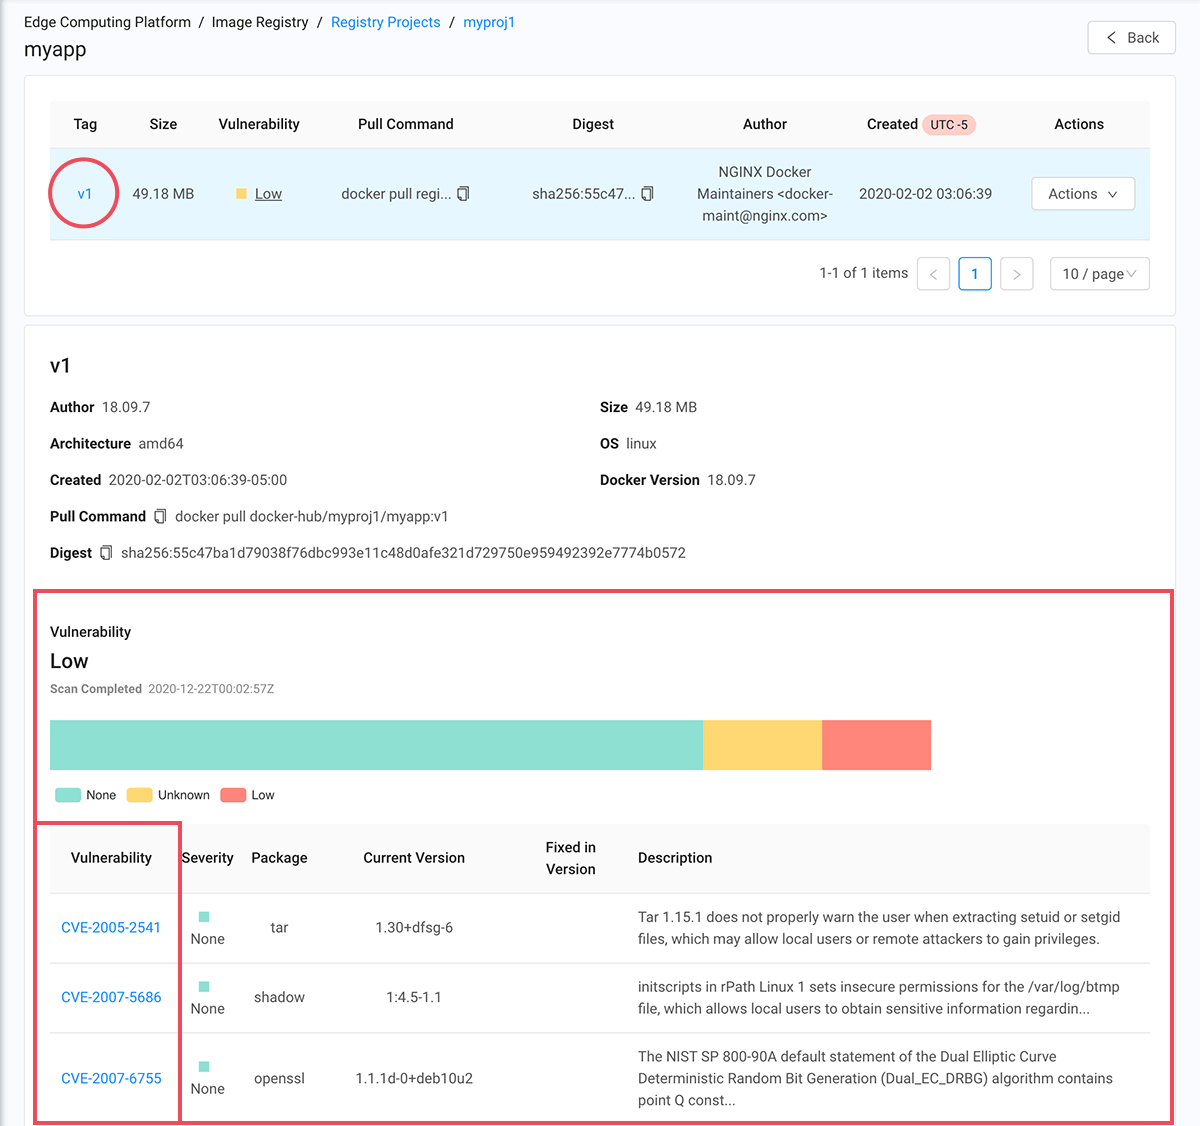 Edge Computing Platform / Image Registry / Registry Projects / myproj1
myapp
Back
Tag Size Vulnerability Pull Command Digest Author Created UTC -5 Actions
v1 49.18 MB Low docker pull regi... sha256:55c47... NGINX Docker Maintainers <docker-maint@nginx.com> 2020-02-02 03:06:39 Actions
1-1 of 1 items < 1 > 10 / page
v1
Author 18.09.7 Size 49.18 MB
Architecture amd64 OS linux
Created 2020-02-02T03:06:39-05:00 Docker Version 18.09.7
Pull Command docker pull docker-hub/myproj1/myapp:v1
Digest sha256:55c47ba1d79038f76dbc993e11c48d0afe321d729750e959492392e7774b0572
Vulnerability
Low
Scan Completed 2020-12-22T00:02:57Z
None Unknown Low
Vulnerability Severity Package Current Version Fixed in Version Description
CVE-2005-2541 None tar 1.30+dfsg-6 Tar 1.15.1 does not properly warn the user when extracting setuid or setgid
files, which may allow local users or remote attackers to gain privileges.
CVE-2007-5686 None shadow 1:4.5-1.1 initscripts in rPath Linux 1 sets insecure permissions for the /var/log/btmp
file, which allows local users to obtain sensitive information regardin...
CVE-2007-6755 None openssl 1.1.1d-0+deb10u2 The NIST SP 800-90A default statement of the Dual Elliptic Curve
Deterministic Random Bit Generation (Dual_EC_DRBG) algorithm contains
point Q const...